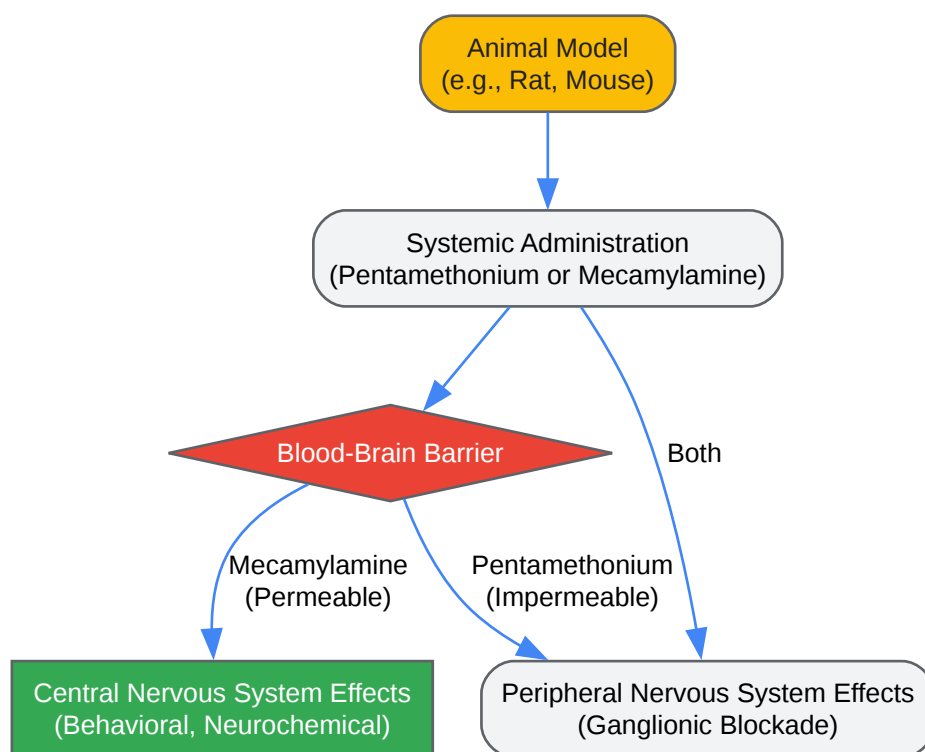 Animal Model
(e.g., Rat, Mouse)
Systemic Administration
(Pentamethonium or Mecamylamine)
Blood-Brain Barrier
Both
Mecamylamine
(Permeable)
Pentamethonium
(Impermeable)
Central Nervous System Effects
(Behavioral, Neurochemical)
Peripheral Nervous System Effects
(Ganglionic Blockade)